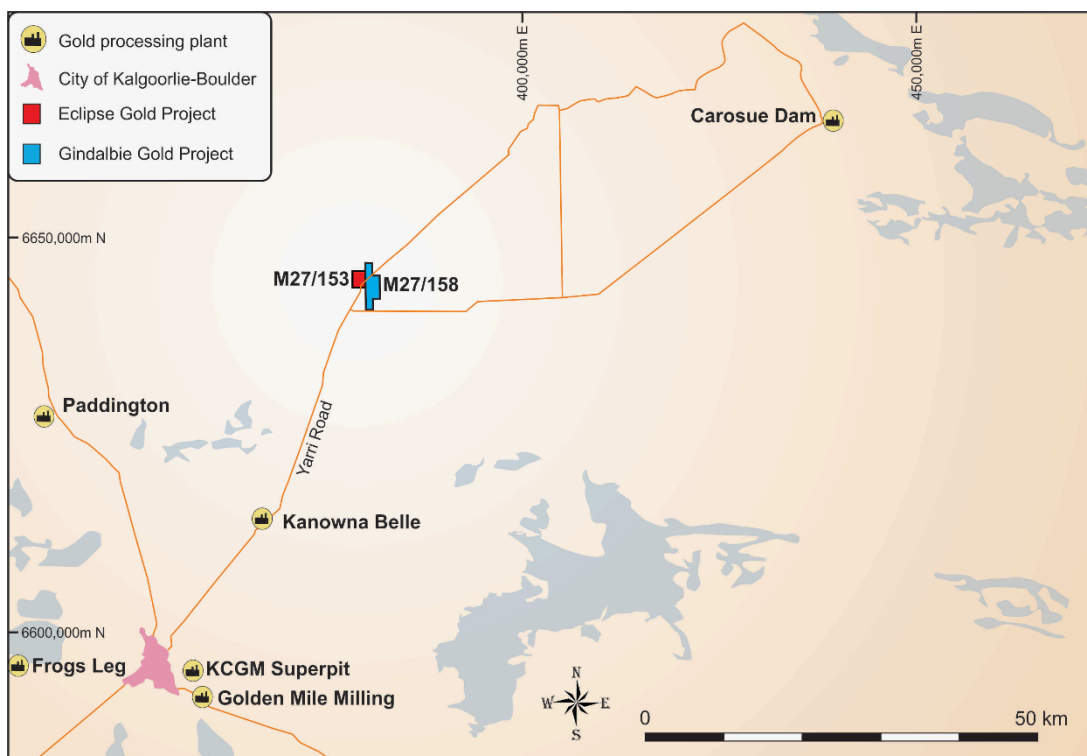 Gold processing plant
City of Kalgoorlie-Boulder
Eclipse Gold Project
Gindalbie Gold Project
400,000m E
450,000m E
Carosue Dam
6650,000m N
M27/153
M27/158
Paddington
Yarri Road
Kanowna Belle
6600,000m N
Frogs Leg
KCGM Superpit
Golden Mile Milling
N
W E
S
0 50 km